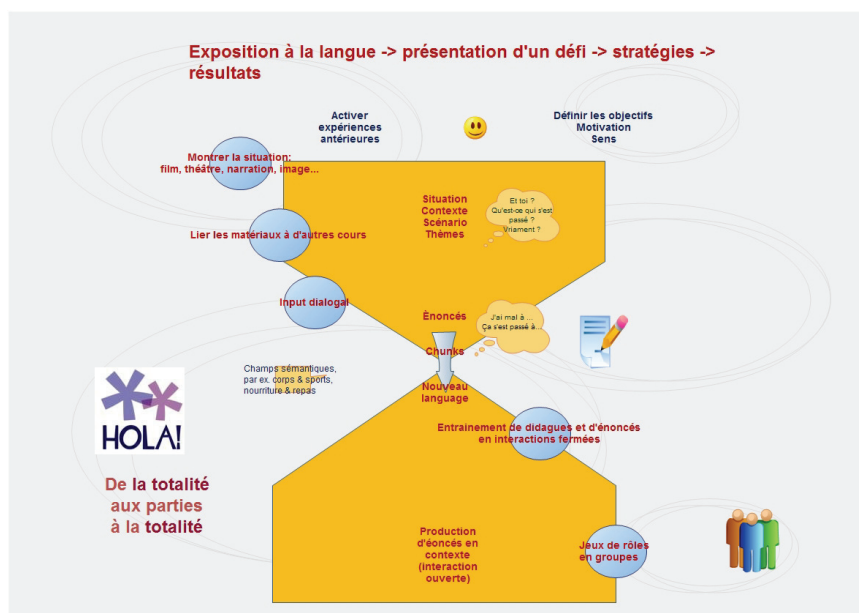 Exposition à la langue -> présentation d'un défi -> stratégies ->
résultats
Activer
expériences
antérieures
Définir les objectifs
Motivation
Sens
Montrer la situation:
film, théâtre, narration, image...
Situation
Contexte
Scénario
Thèmes
Et toi ?
Qu'est-ce qui s'est
passé ?
Vriament ?
Lier les matériaux à d'autres cours
Input dialogal
Ènoncés
J'ai mal à ...
Ça s'est passé à...
Chunks
Champs sémantiques,
par ex. corps & sports,
nourriture & repas
Nouveau
language
HOLA!
Entrainement de didagues et d'énoncés
en interactions fermées
De la totalité
aux parties
à la totalité
Production
d'éoncés en
contexte
(interaction
ouverte)
Jeux de rôles
en groupes